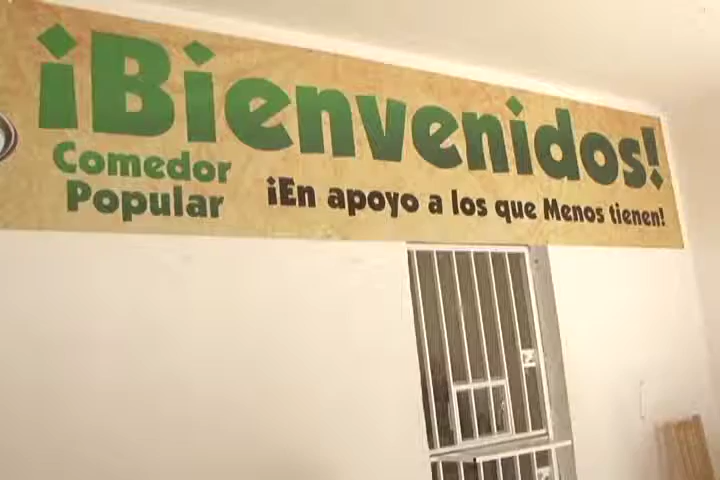 ¡Bienvenidos!
Comedor
Popular
¡En apoyo a los que Menos tienen!